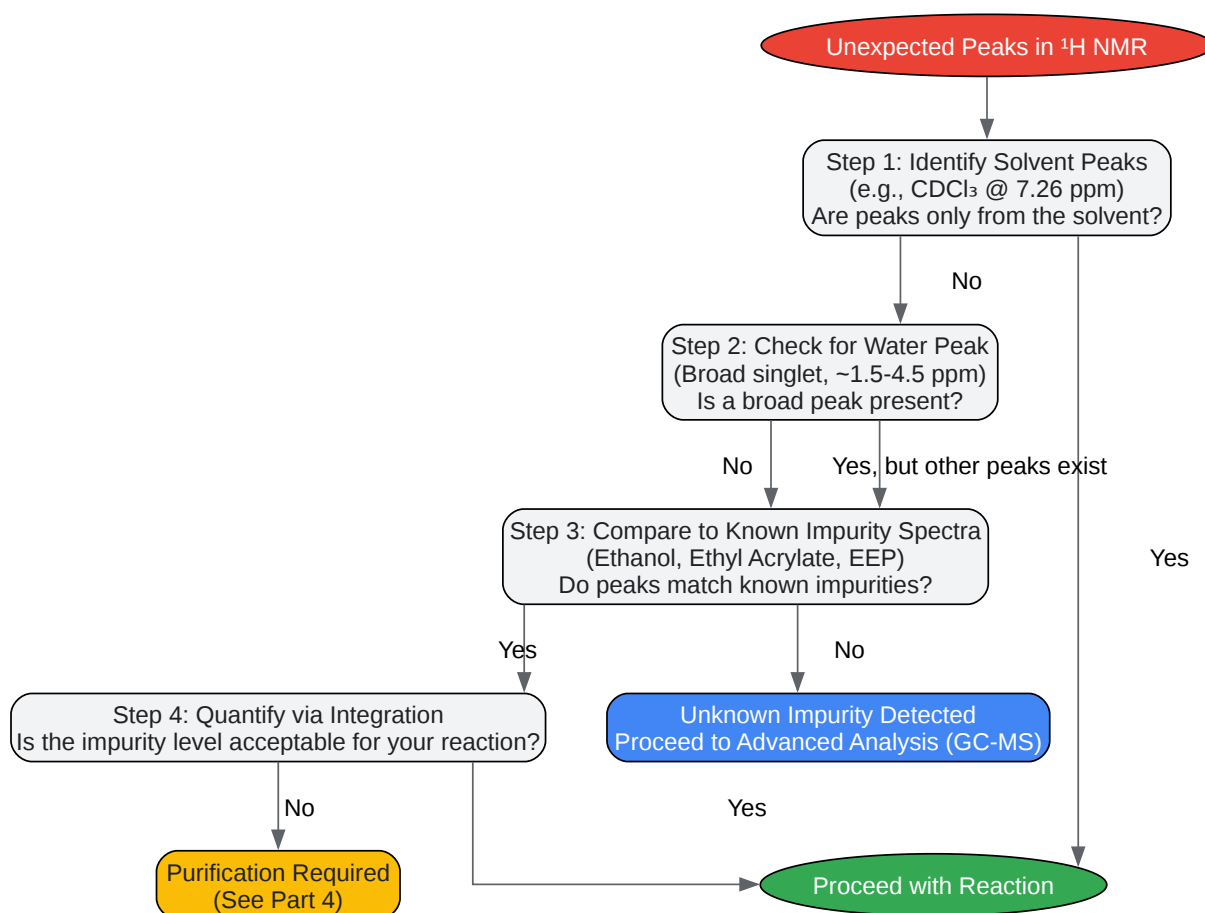 Unexpected Peaks in ¹H NMR
Step 1: Identify Solvent Peaks
(e.g., CDCl₃ @ 7.26 ppm)
Are peaks only from the solvent?
No
Step 2: Check for Water Peak
(Broad singlet, ~1.5-4.5 ppm)
Is a broad peak present?
No
Yes, but other peaks exist
Step 3: Compare to Known Impurity Spectra
(Ethanol, Ethyl Acrylate, EEP)
Do peaks match known impurities?
Yes
Yes
No
Step 4: Quantify via Integration
Is the impurity level acceptable for your reaction?
Unknown Impurity Detected
Proceed to Advanced Analysis (GC-MS)
No
Yes
Purification Required
(See Part 4)
Proceed with Reaction